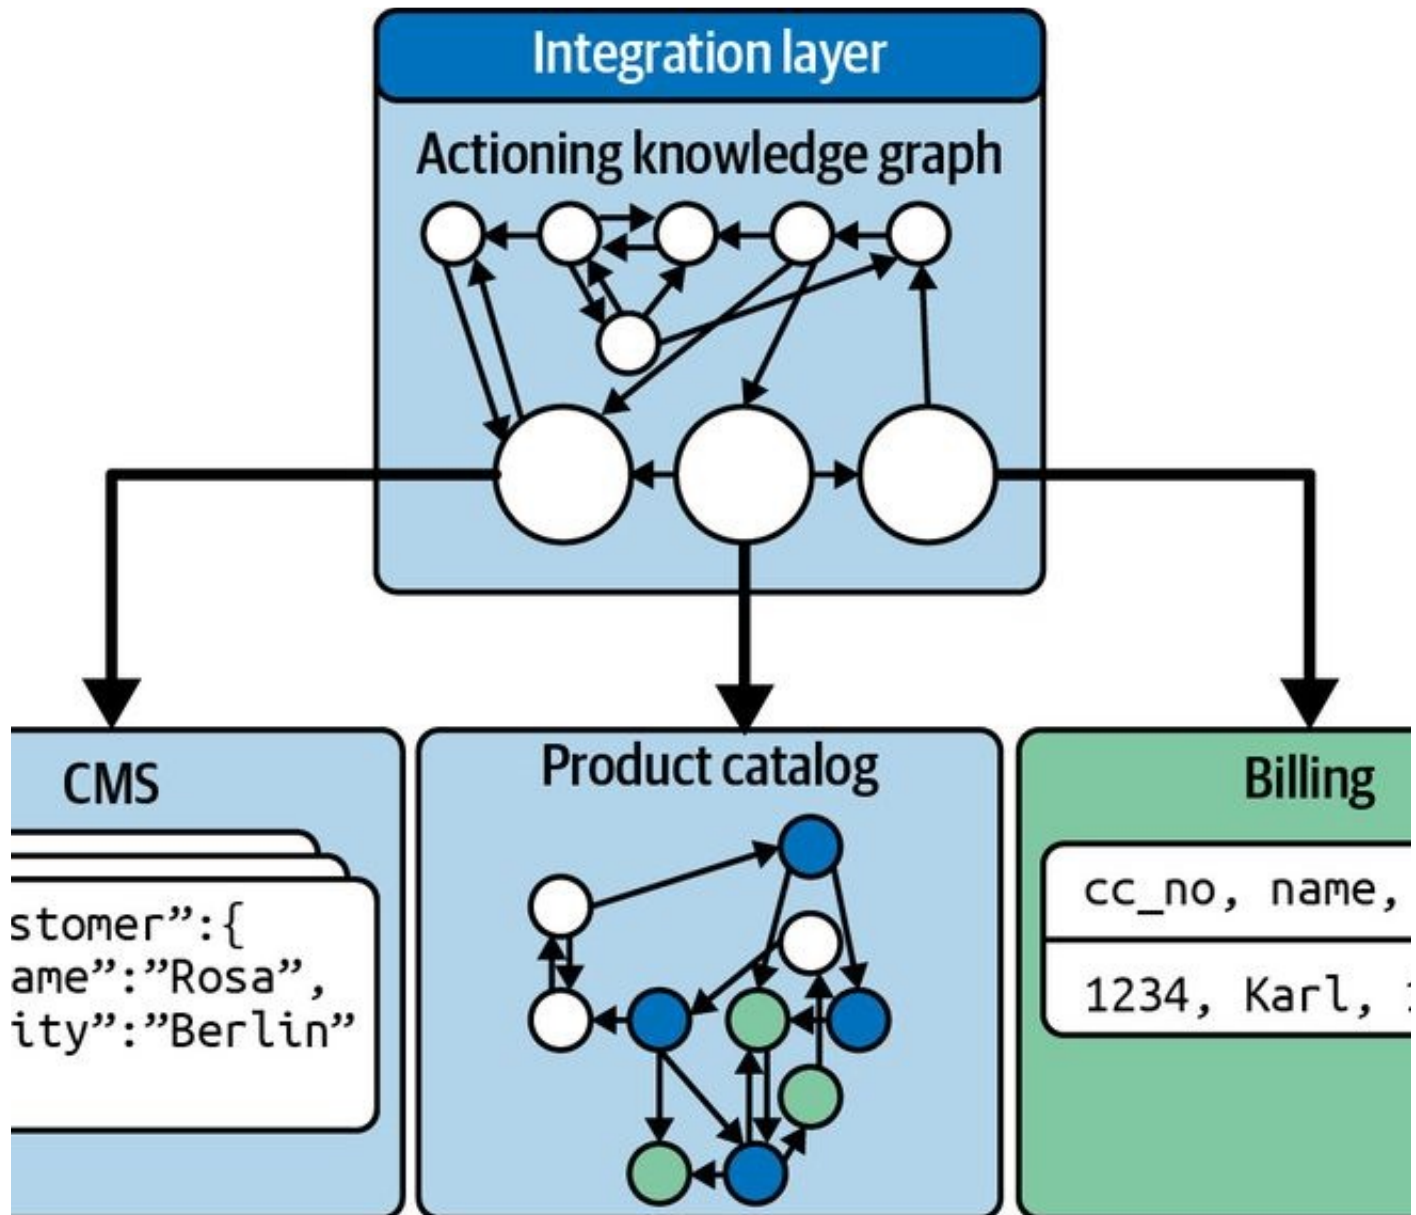 Integration layer
Actioning knowledge graph
CMS
stomer”:{
ame”:”Rosa”,
ity”:”Berlin”
Product catalog
Billing
cc_no, name,
1234, Karl,